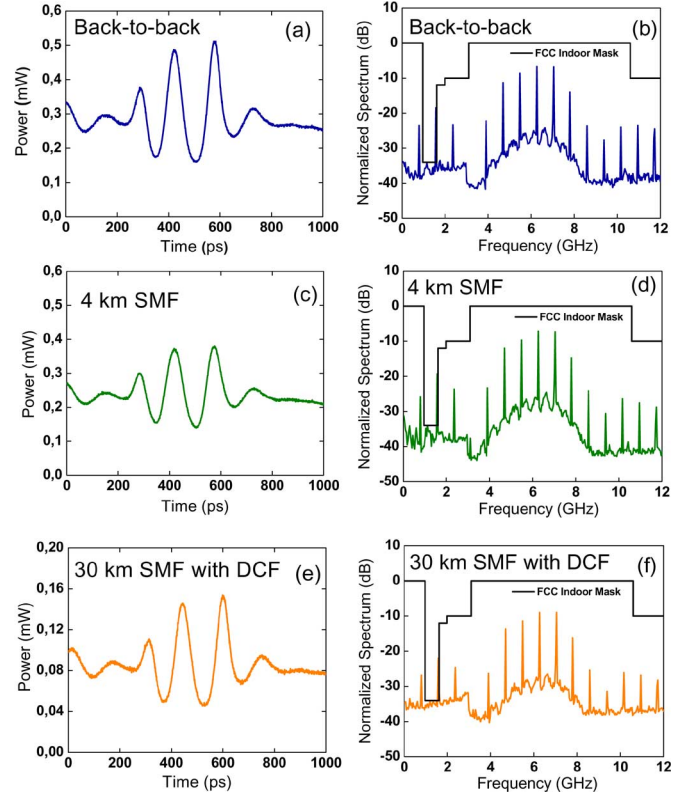 Back-to-back
(a)
0,6
0,5
0,4
0,3
0,2
0,1
0,0
Power (mW)
0 200 400 600 800 1000
Time (ps)
Back-to-back
(b)
FCC Indoor Mask
0
-10
-20
-30
-40
-50
Normalized Spectrum (dB)
0 2 4 6 8 10 12
Frequency (GHz)
4 km SMF
(c)
0,6
0,5
0,4
0,3
0,2
0,1
0,0
Power (mW)
0 200 400 600 800 1000
Time (ps)
4 km SMF
(d)
FCC Indoor Mask
10
0
-10
-20
-30
-40
-50
Normalized Spectrum (dB)
0 2 4 6 8 10 12
Frequency (GHz)
30 km SMF with DCF
(e)
0,20
0,16
0,12
0,08
0,04
0,00
Power (mW)
0 200 400 600 800 1000
Time (ps)
30 km SMF with DCF
(f)
FCC Indoor Mask
10
0
-10
-20
-30
-40
-50
Normalized Spectrum (dB)
0 2 4 6 8 10 12
Frequency (GHz)